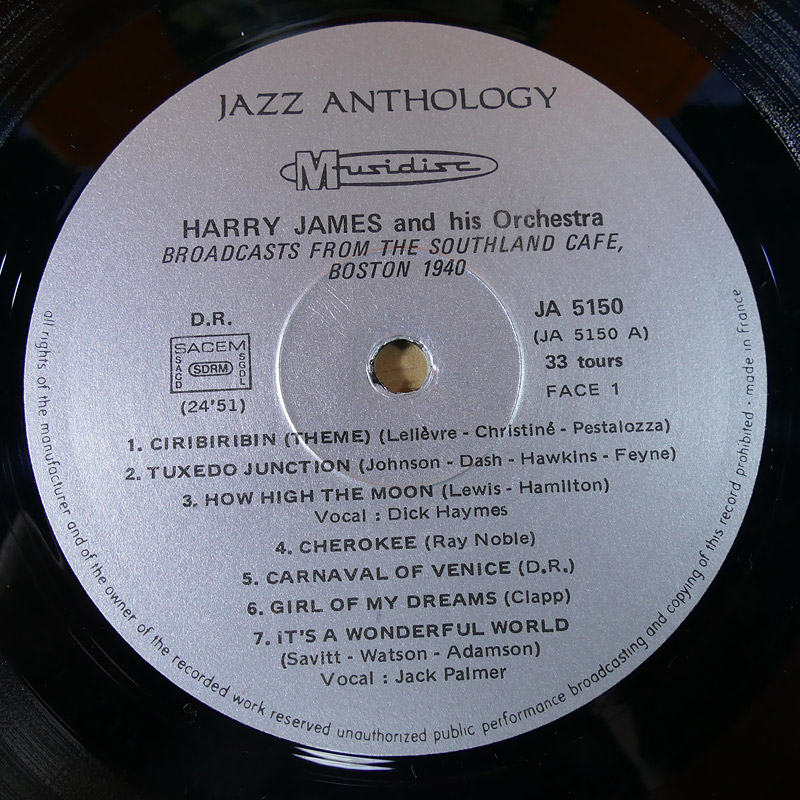 JAZZ ANTHOLOGY
Musidisc
HARRY JAMES and his Orchestra
BROADCASTS FROM THE SOUTHLAND CAFE,
BOSTON 1940
D.R.
SACEM
SACD
SDRM
SGDL
(24'51)
JA 5150
(JA 5150 A)
33 tours
FACE 1
1. CIRIBIRIBIN (THEME) (Lelièvre - Christiné - Pestalozza)
2. TUXEDO JUNCTION (Johnson - Dash - Hawkins - Feyne)
3. HOW HIGH THE MOON (Lewis - Hamilton)
Vocal : Dick Haymes
4. CHEROKEE (Ray Noble)
5. CARNAVAL OF VENICE (D.R.)
6. GIRL OF MY DREAMS (Clapp)
7. IT'S A WONDERFUL WORLD
(Savitt - Watson - Adamson)
Vocal : Jack Palmer
all rights of the manufacturer and of the owner of the recorded work reserved unauthorized public performance broadcasting and copying of this record prohibited - made in France